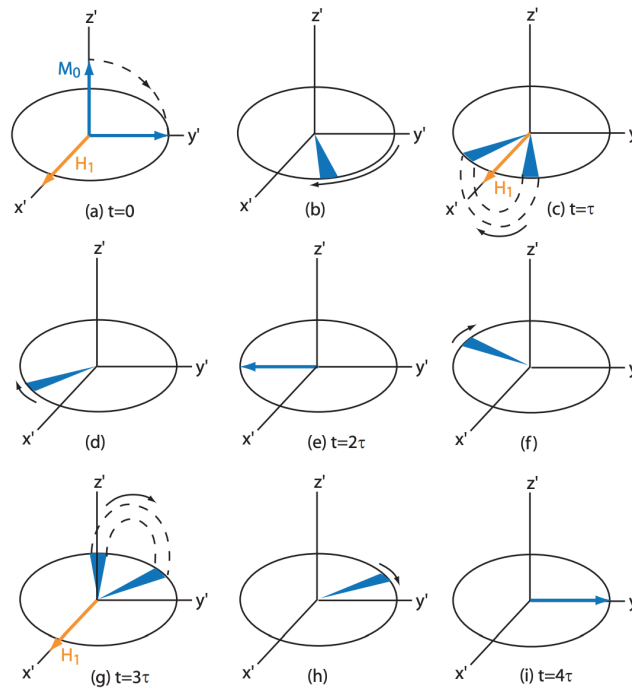 z'
z'
z'
M₀
y'
y'
y
H₁
H₁
x'
x'
x'
(a) t=0
(b)
(c) t=τ
z'
z'
z'
y'
y'
y
x'
x'
x'
(d)
(e) t=2τ
(f)
z'
z'
z'
y'
y'
y
H₁
x'
x'
x'
(g) t=3τ
(h)
(i) t=4τ